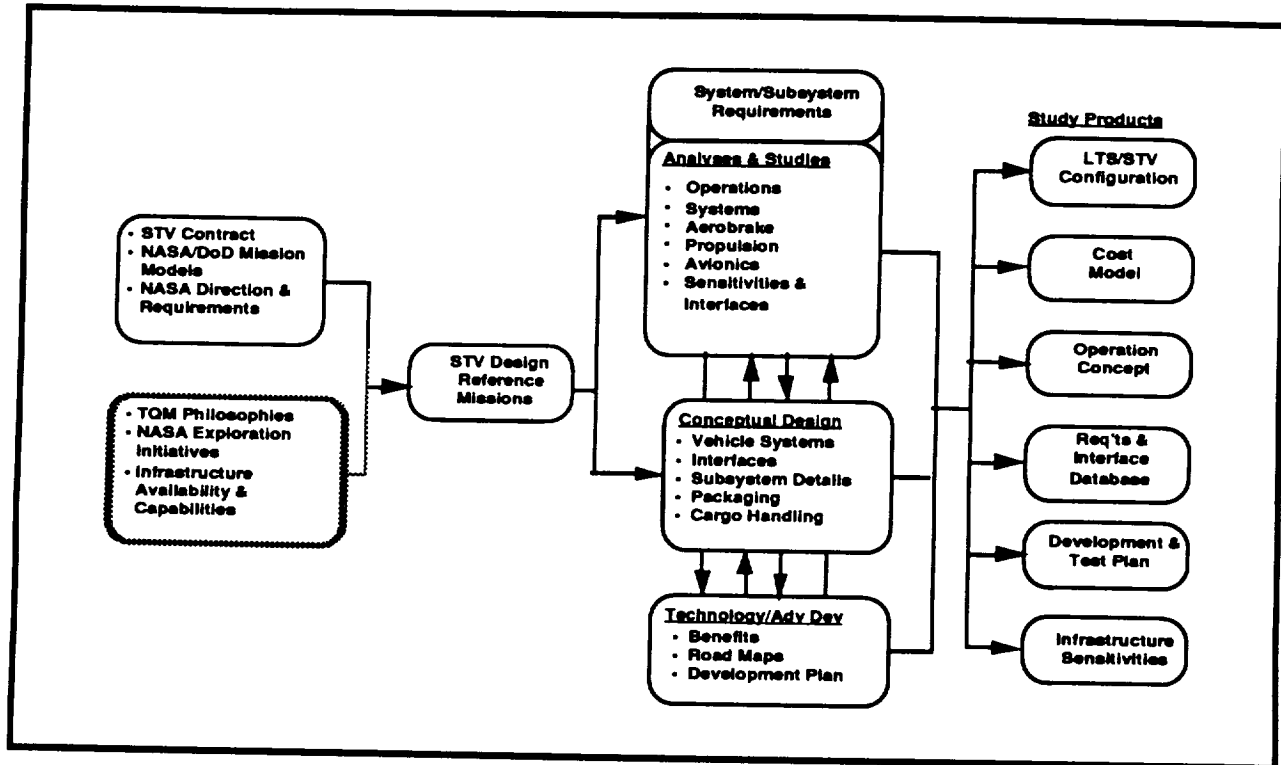 • STV Contract
• NASA/DoD Mission
Models
• NASA Direction &
Requirements
• TQM Philosophies
• NASA Exploration
Initiatives
• Infrastructure
Availability &
Capabilities
STV Design
Reference
Missions
System/Subsystem
Requirements
Analyses & Studies
• Operations
• Systems
• Aerobrake
• Propulsion
• Avionics
• Sensitivities &
Interfaces
Conceptual Design
• Vehicle Systems
• Interfaces
• Subsystem Details
• Packaging
• Cargo Handling
Technology/Adv Dev
• Benefits
• Road Maps
• Development Plan
Study Products
LTS/STV
Configuration
Cost
Model
Operation
Concept
Req'ts &
Interface
Database
Development &
Test Plan
Infrastructure
Sensitivities